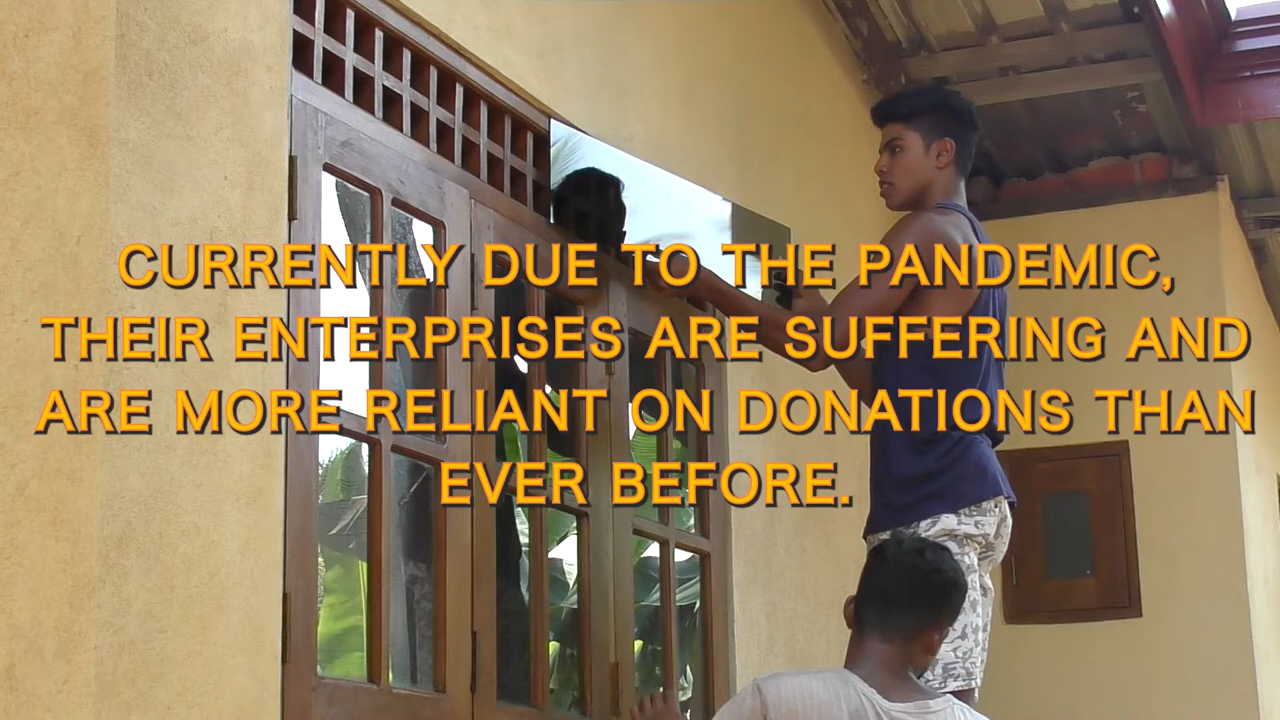 CURRENTLY DUE TO THE PANDEMIC,
THEIR ENTERPRISES ARE SUFFERING AND
ARE MORE RELIANT ON DONATIONS THAN
EVER BEFORE.